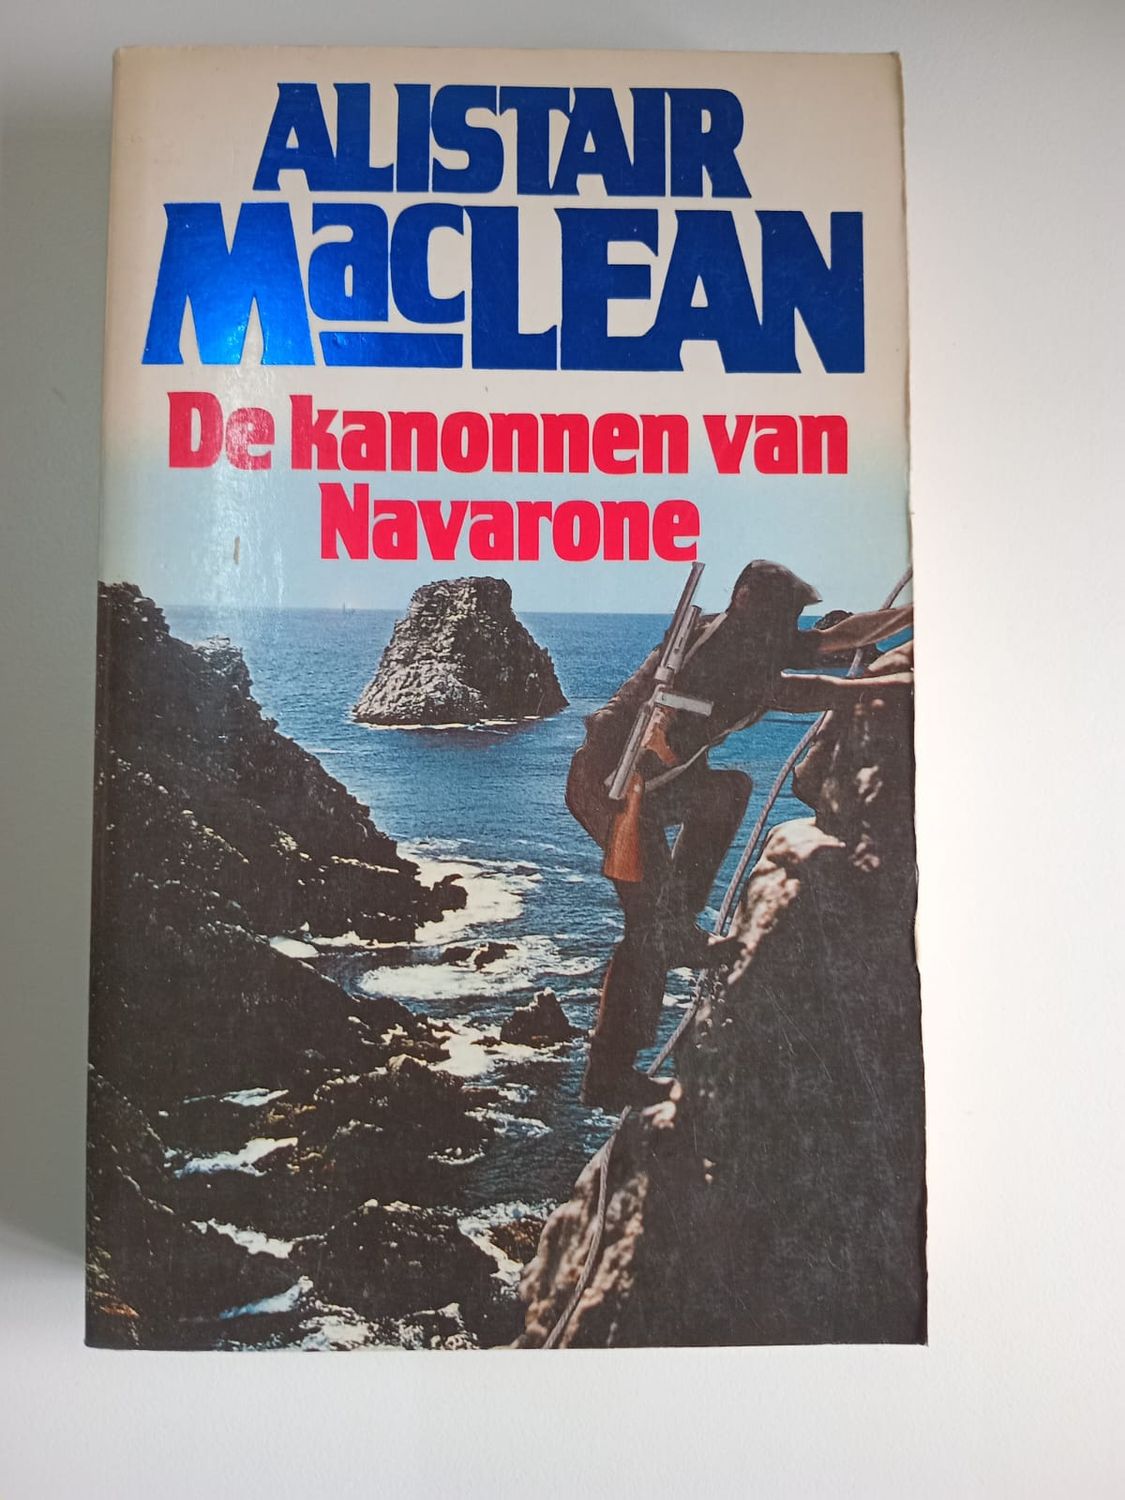 ALISTAIR
MacLEAN
De kanonnen van
Navarone